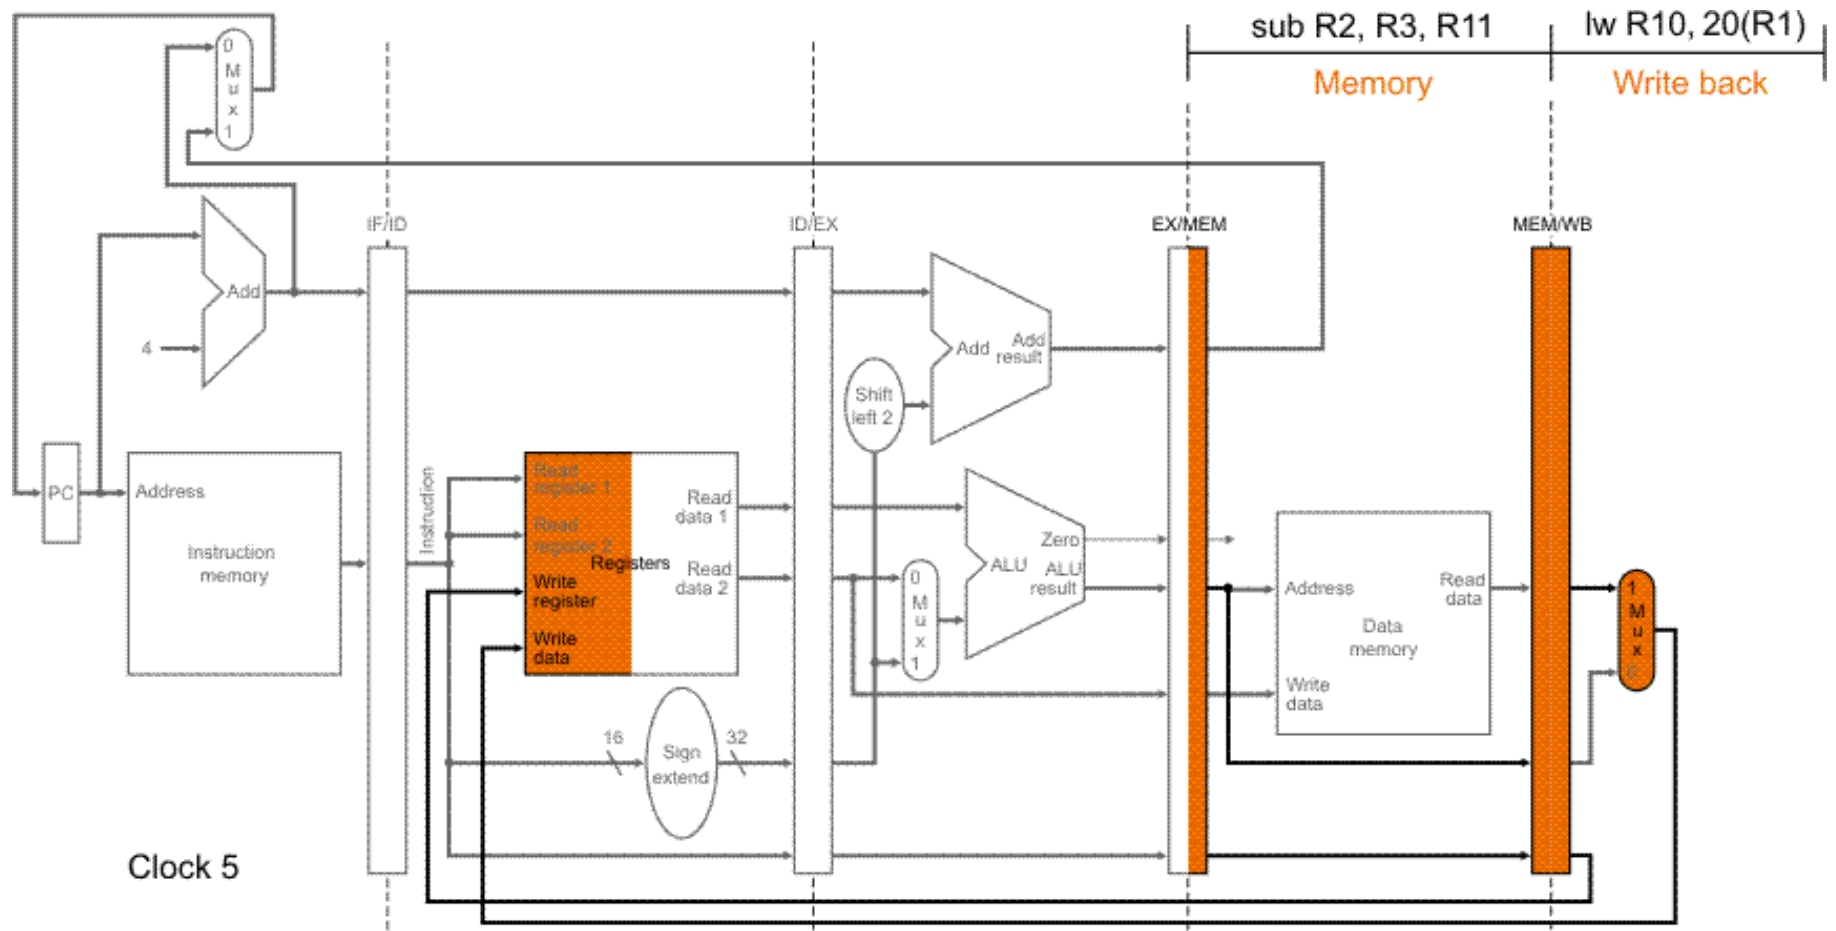 sub R2, R3, R11
lw R10, 20(R1)
Memory
Write back
0
M
u
x
1
IF/ID
ID/EX
EX/MEM
MEM/WB
Add
4
Add
Add
result
Shift
left 2
PC
Address
Instruction
memory
Instruction
Read
register 1
Read
register 2
Registers
Write
register
Write
data
Read
data 1
Read
data 2
0
M
u
x
1
Zero
ALU
ALU
result
Address
Read
data
Data
memory
Write
data
1
M
u
x
0
16
Sign
extend
32
Clock 5